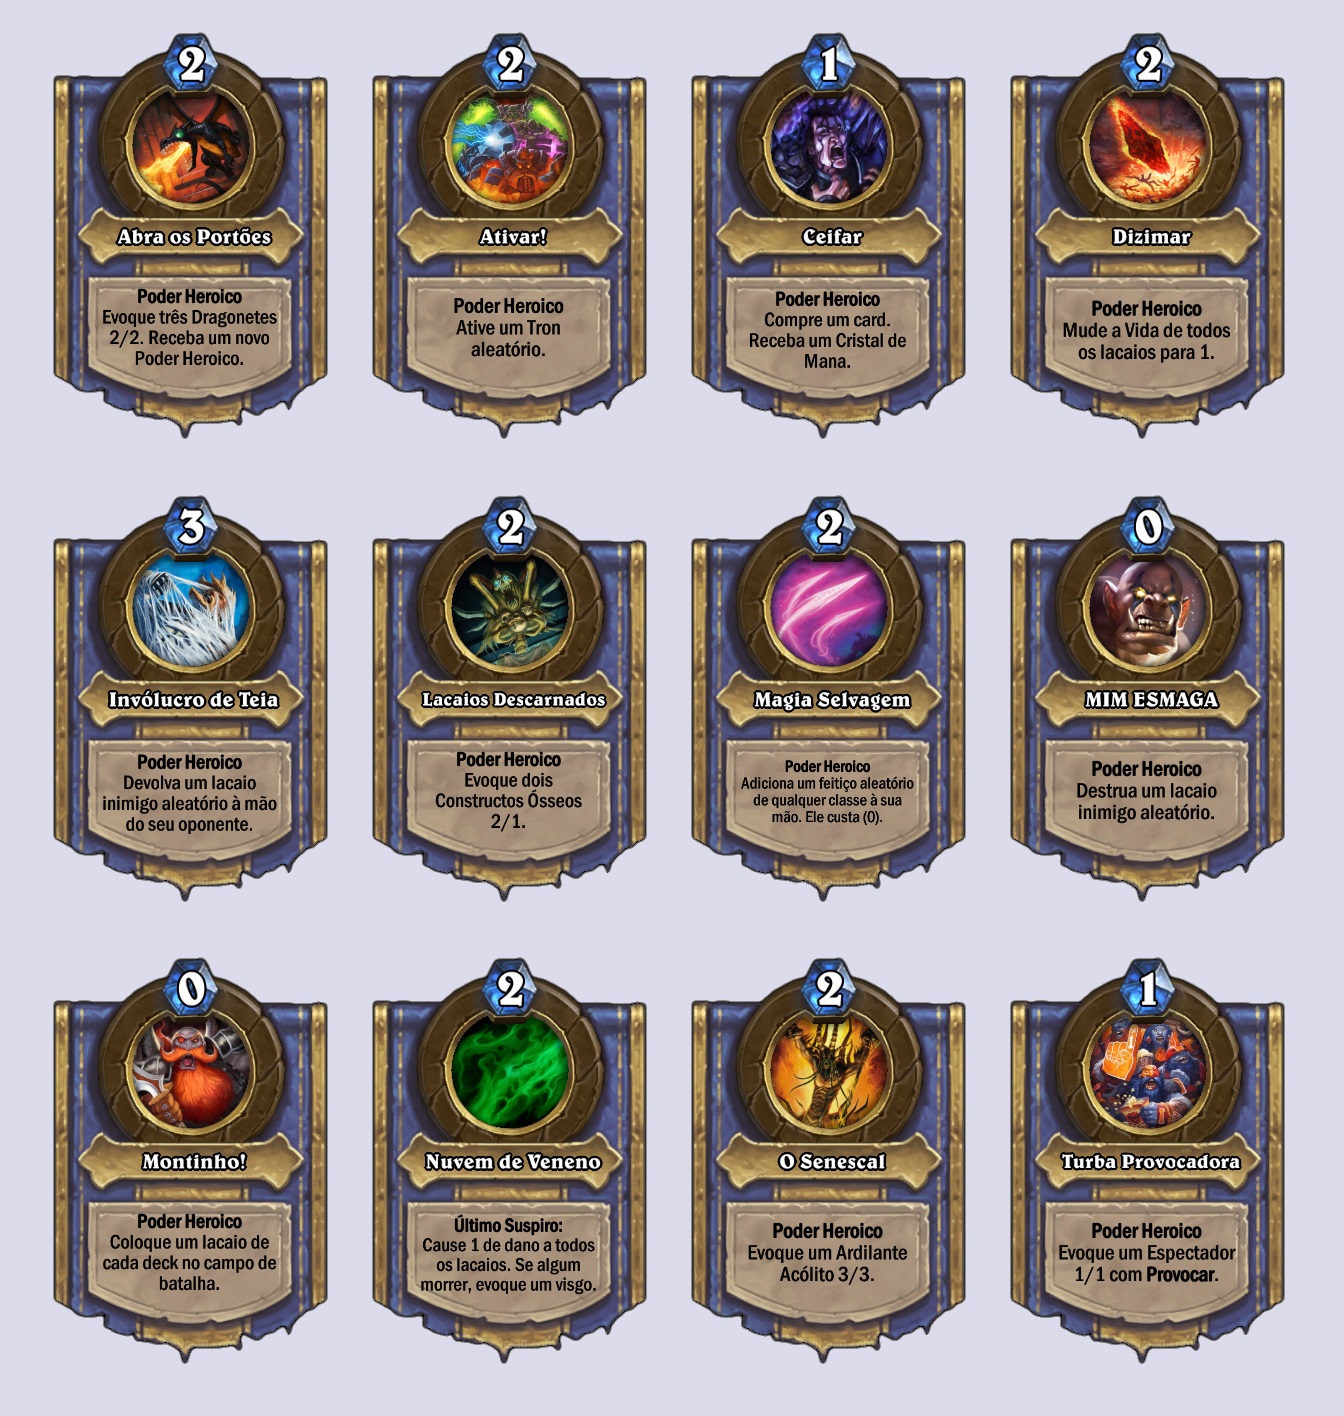 2
Abra os Portões
Poder Heroico
Evoque três Dragonetes
2/2. Receba um novo
Poder Heroico.
2
Ativar!
Poder Heroico
Ative um Tron
aleatório.
1
Ceifar
Poder Heroico
Compre um card.
Receba um Cristal de
Mana.
2
Dizimar
Poder Heroico
Mude a Vida de todos
os lacaios para 1.
3
Invólucro de Teia
Poder Heroico
Devolva um lacaio
inimigo aleatório à mão
do seu oponente.
2
Lacaios Descarnados
Poder Heroico
Evoque dois
Constructos Ósseos
2/1.
2
Magia Selvagem
Poder Heroico
Adiciona um feitiço aleatório
de qualquer classe à sua
mão. Ele custa (0).
0
MIM ESMAGA
Poder Heroico
Destrua um lacaio
inimigo aleatório.
0
Montinho!
Poder Heroico
Coloque um lacaio de
cada deck no campo de
batalha.
2
Nuvem de Veneno
Último Suspiro:
Cause 1 de dano a todos
os lacaios. Se algum
morrer, evoque um visgo.
2
O Senescal
Poder Heroico
Evoque um Ardilante
Acólito 3/3.
1
Turba Provocadora
Poder Heroico
Evoque um Espectador
1/1 com Provocar.